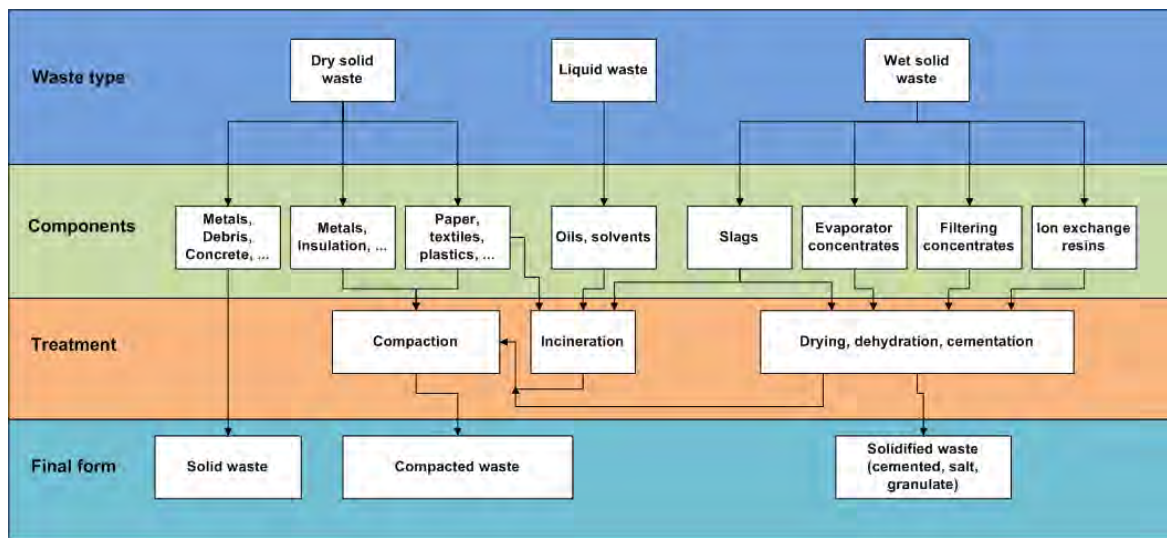 Waste type
Dry solid
waste
Liquid waste
Wet solid
waste
Components
Metals,
Debris,
Concrete, ...
Metals,
Insulation, ...
Paper,
textiles,
plastics, ...
Oils, solvents
Slags
Evaporator
concentrates
Filtering
concentrates
Ion exchange
resins
Treatment
Compaction
Incineration
Drying, dehydration, cementation
Final form
Solid waste
Compacted waste
Solidified waste
(cemented, salt,
granulate)